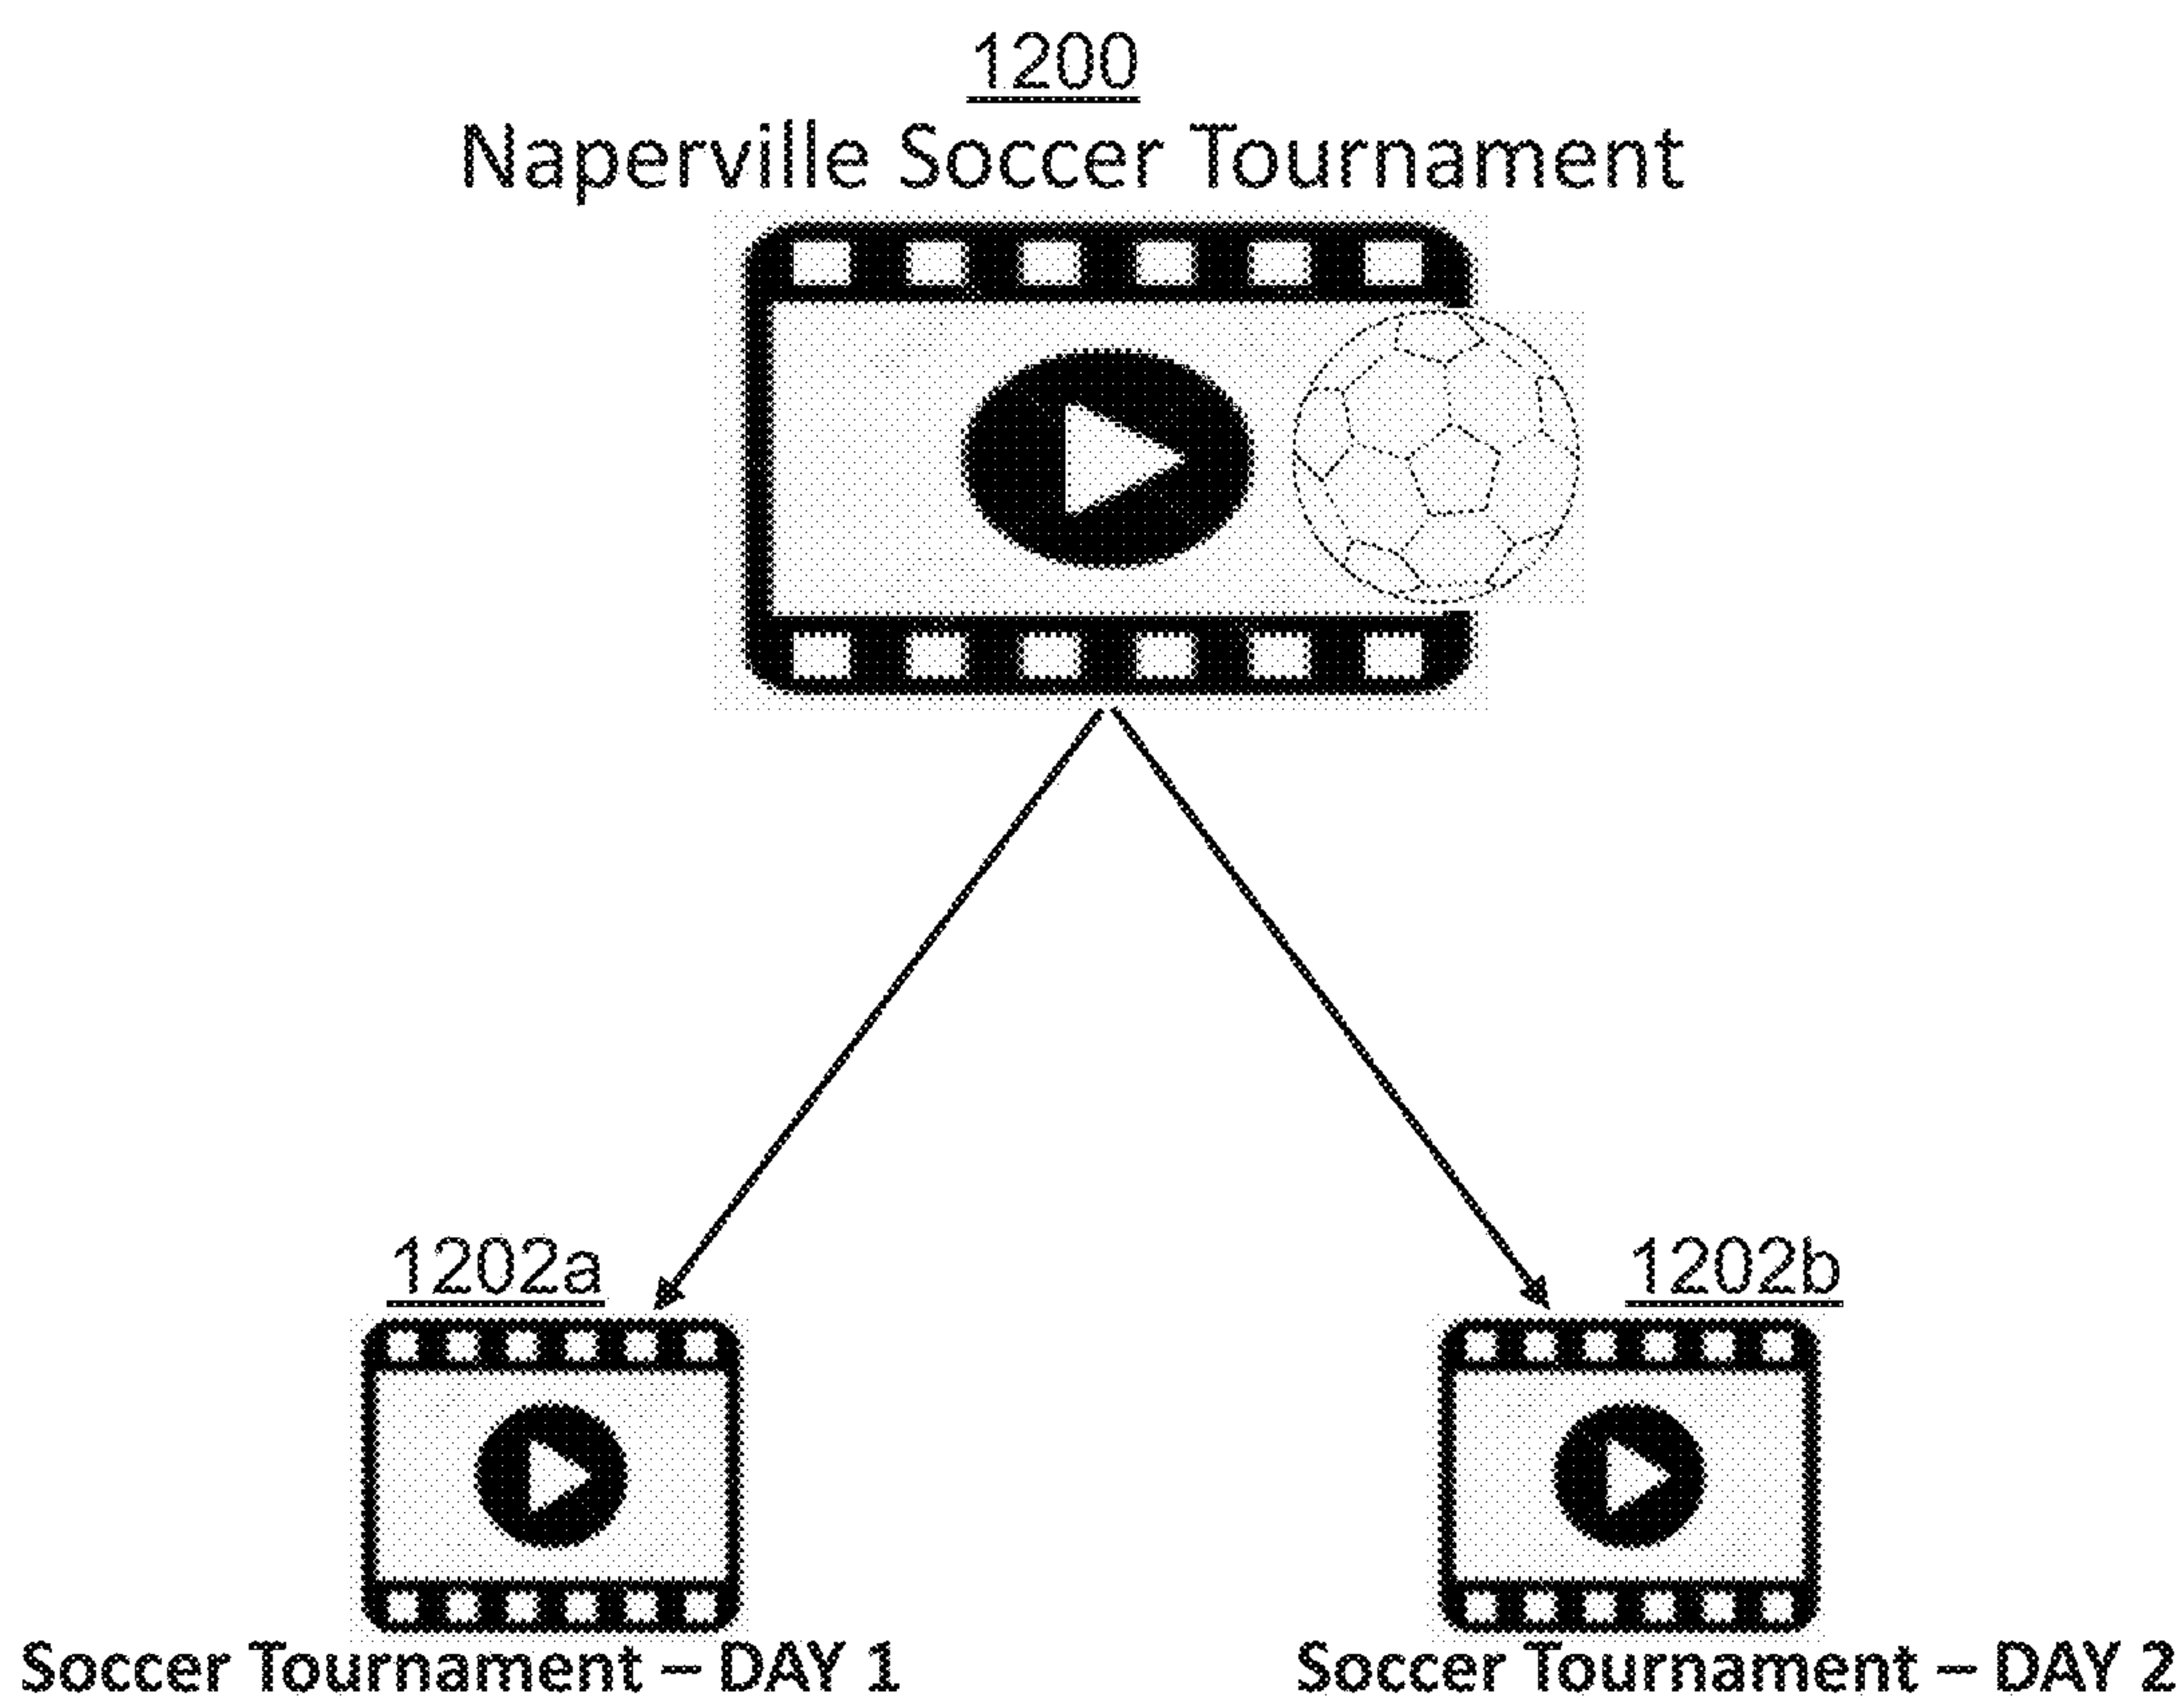 1200
Naperville Soccer Tournament
1202a
1202b
Soccer Tournament – DAY 1
Soccer Tournament – DAY 2